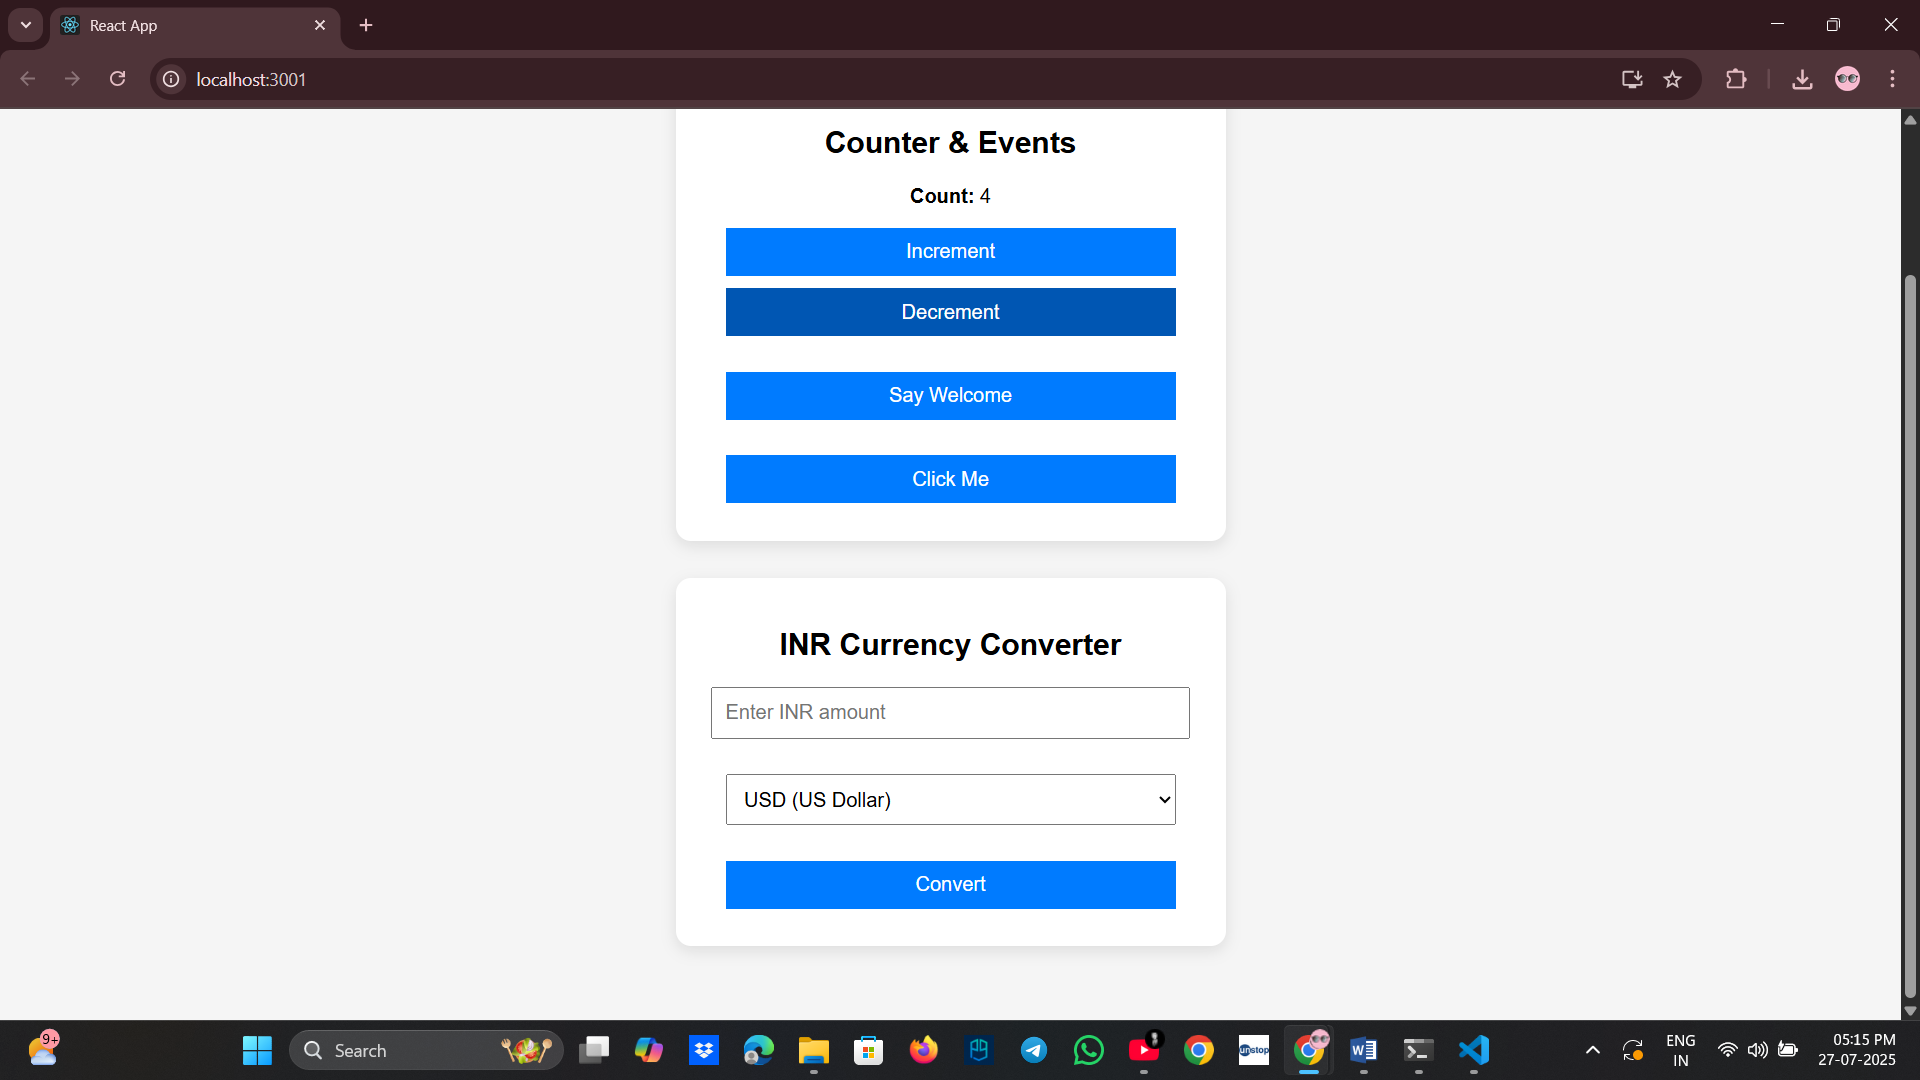 React App
localhost:3001
Counter & Events
Count: 4
Increment
Decrement
Say Welcome
Click Me
INR Currency Converter
Enter INR amount
USD (US Dollar)
Convert
9+
Search
unstop
ENG
IN
05:15 PM
27-07-2025